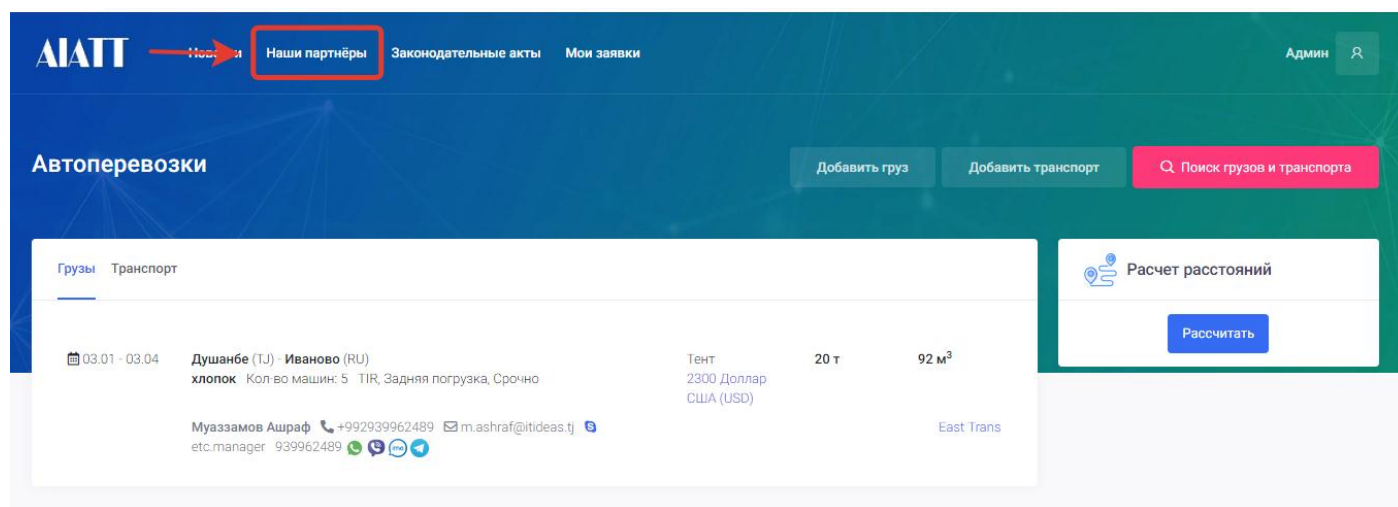 AIATT
Наши партнёры
Законодательные акты
Мои заявки
Админ
Автоперевозки
Добавить груз
Добавить транспорт
Поиск грузов и транспорта
Грузы
Транспорт
Расчет расстояний
Рассчитать
03.01 - 03.04
Душанбе (TJ) - Иваново (RU)
хлопок Кол-во машин: 5 TIR, Задняя погрузка, Срочно
Тент
2300 Доллар
США (USD)
20 т
92 м³
Муаззамов Ашраф +992939962489 m.ashraf@itideas.tj
etc.manager 939962489 imo
East Trans